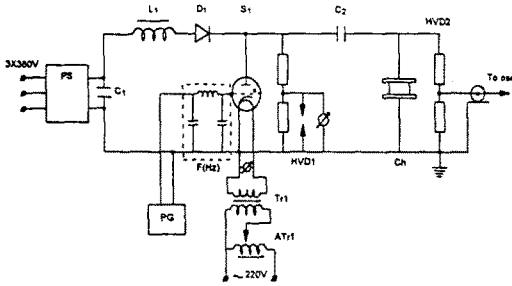 L1
D1
S1
C2
HVD2
3X380V
PS
C1
To osc
F(Hz)
HVD1
Ch
Tr1
PG
ATr1
~ 220V